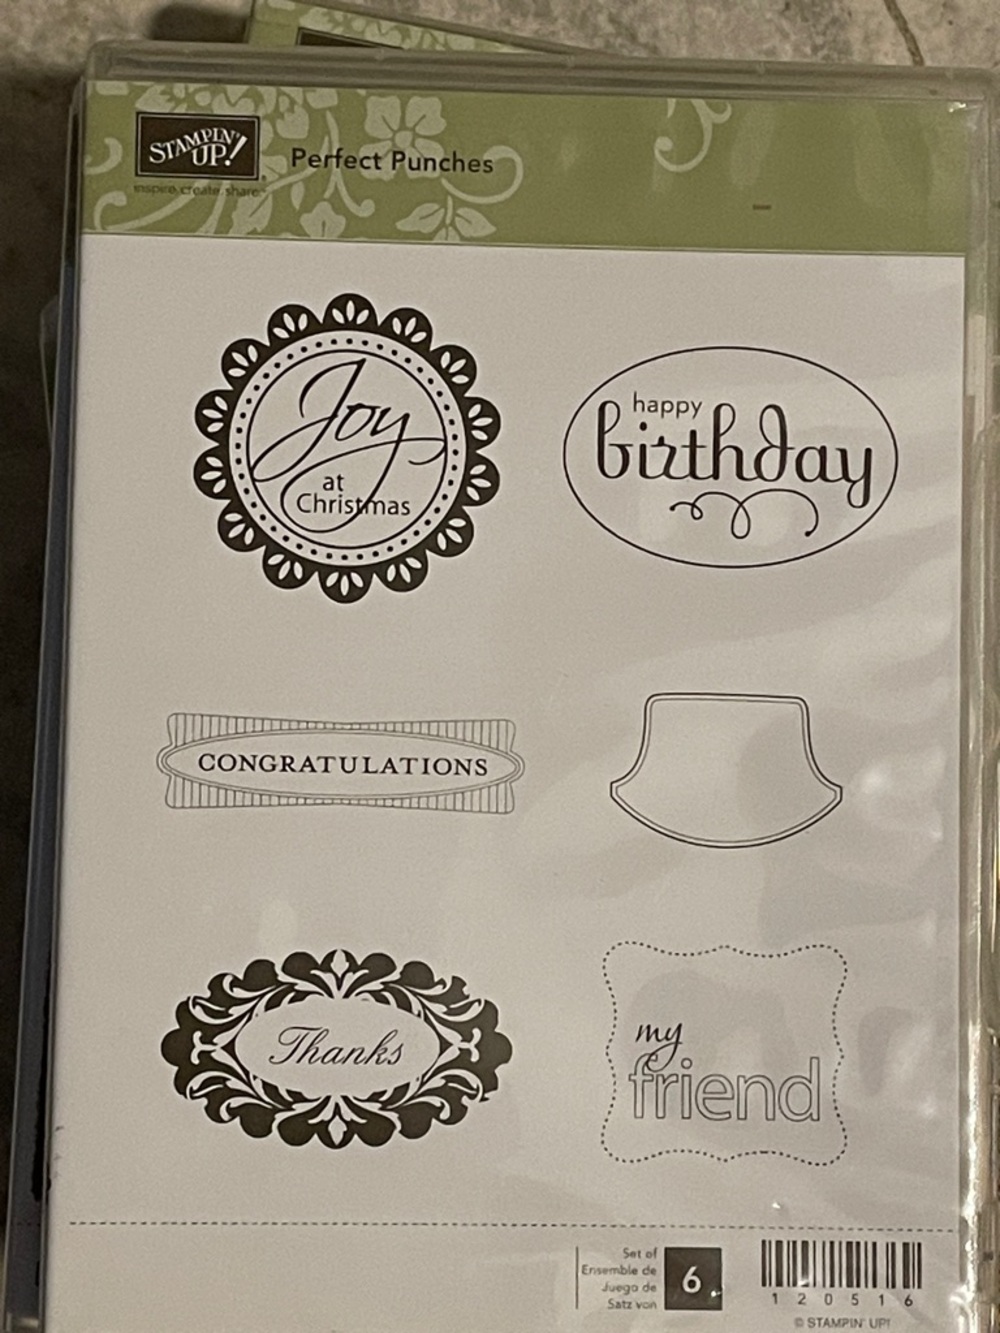 STAMPIN' UP!
inspire. create. share.
Perfect Punches
Joy
at
Christmas
happy
birthday
CONGRATULATIONS
Thanks
my
friend
Set of
Ensemble de
Juego de
Satz von
6
1 2 0 5 1 6
© STAMPIN' UP!